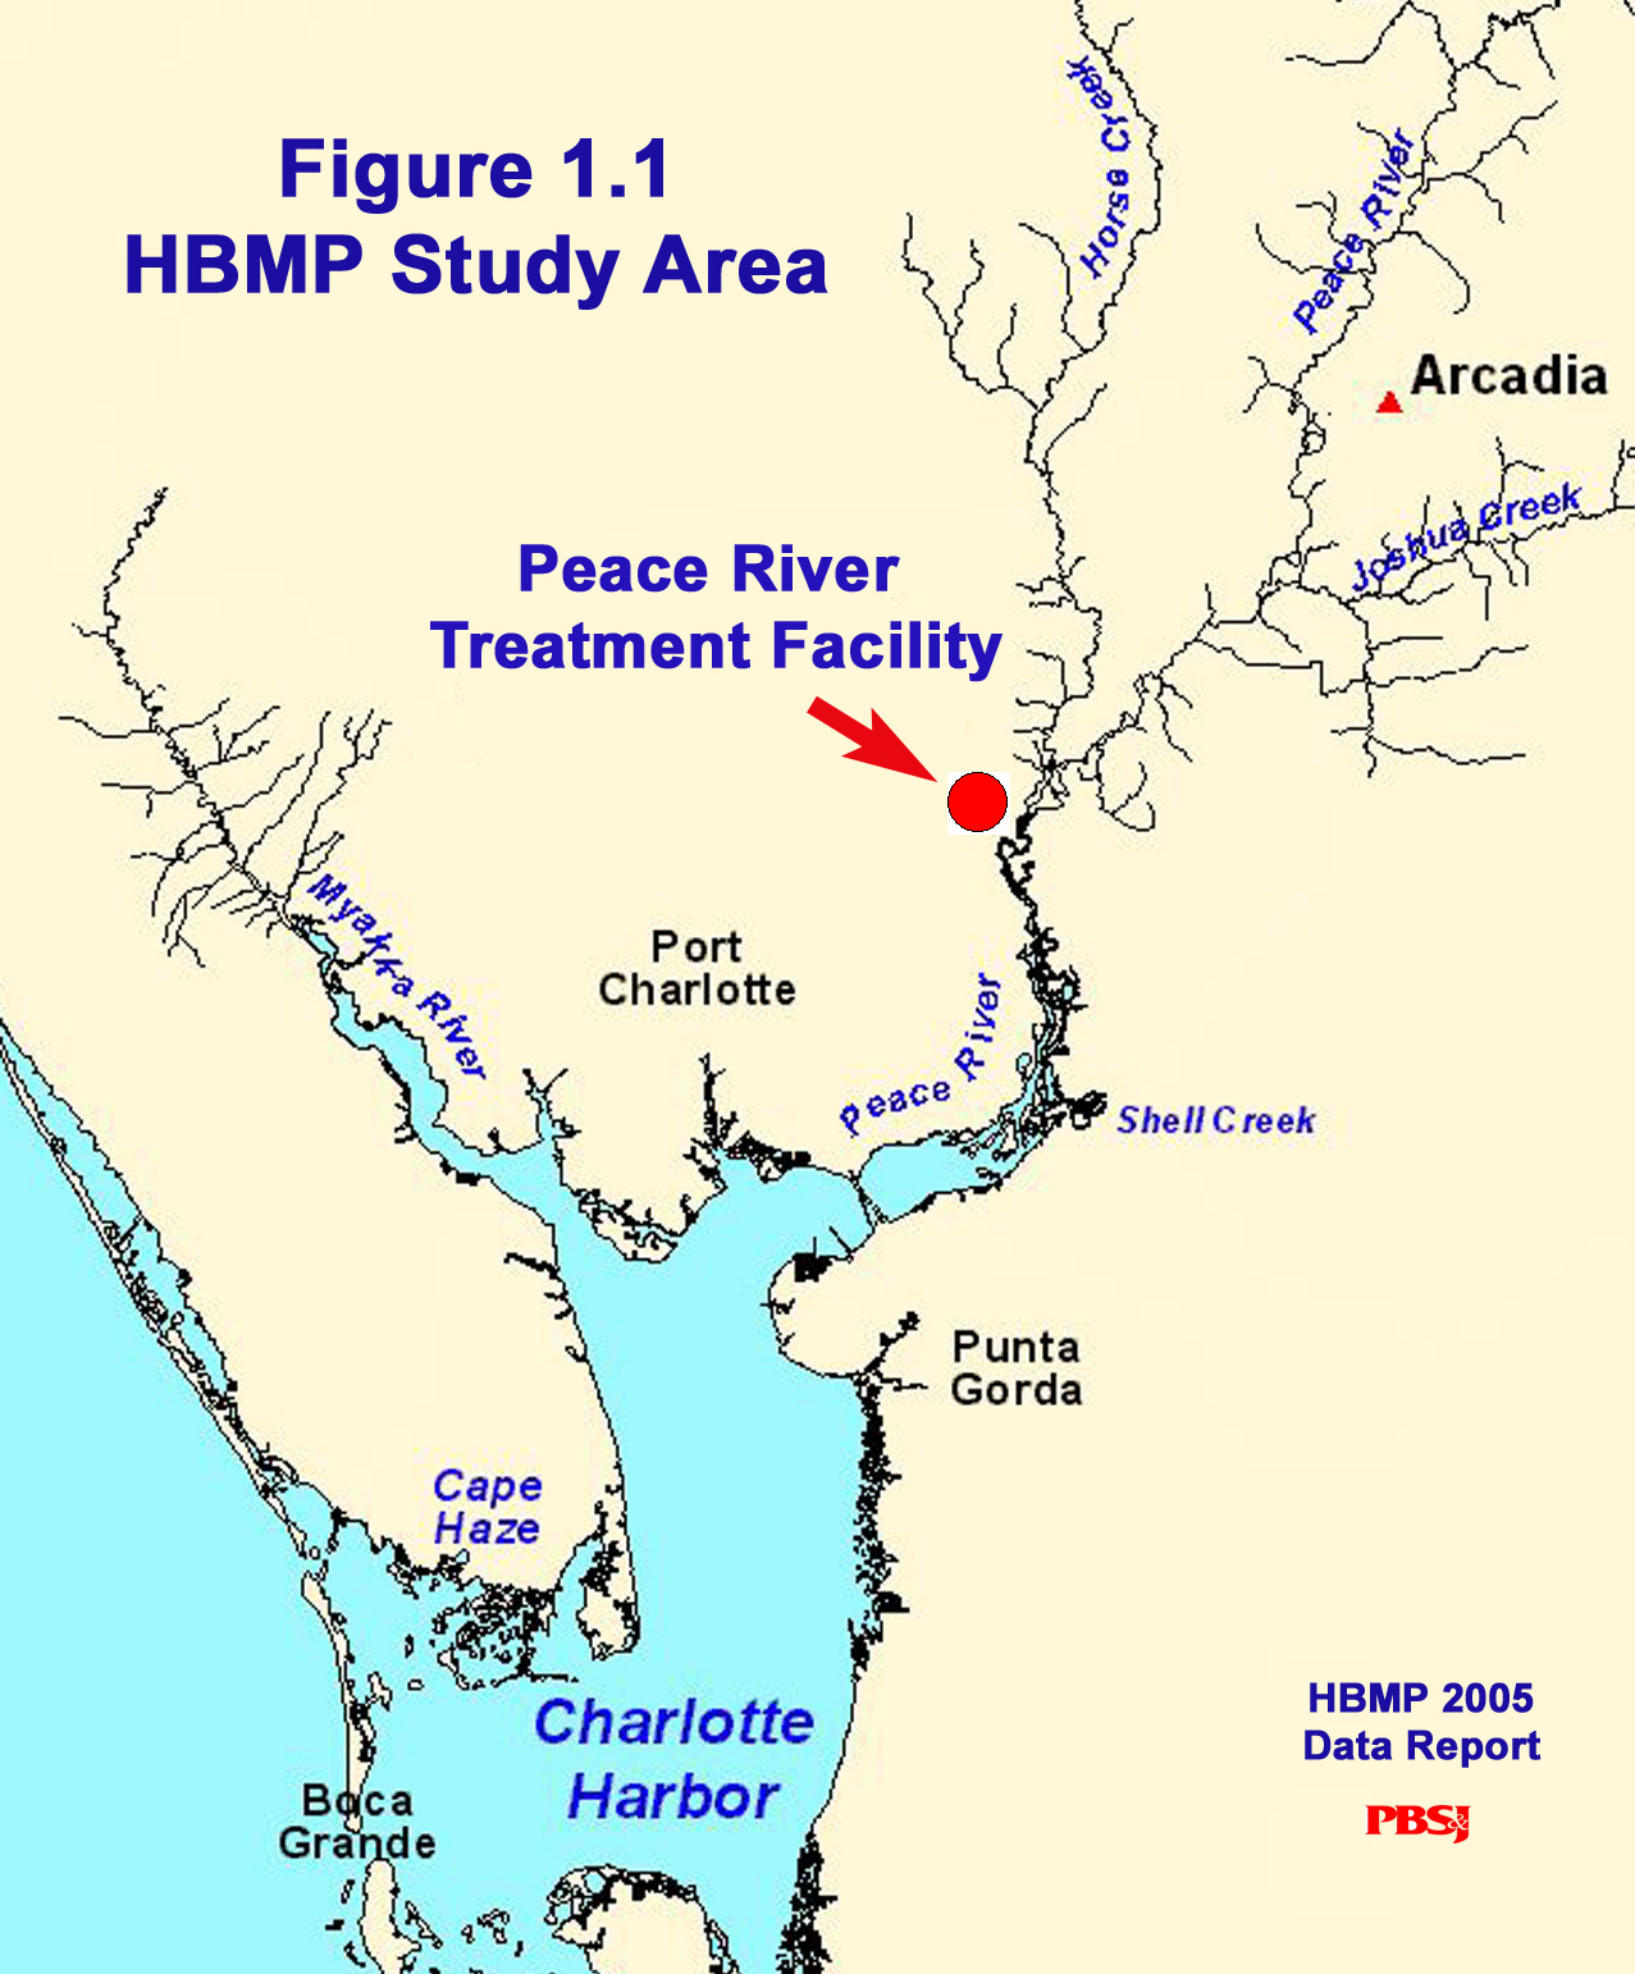 Figure 1.1
HBMP Study Area
Horse Creek
Peace River
Arcadia
Joshua Creek
Peace River
Treatment Facility
Myakka River
Port
Charlotte
Peace River
Shell Creek
Punta
Gorda
Cape
Haze
Charlotte
Harbor
Boca
Grande
HBMP 2005
Data Report
PBS&J